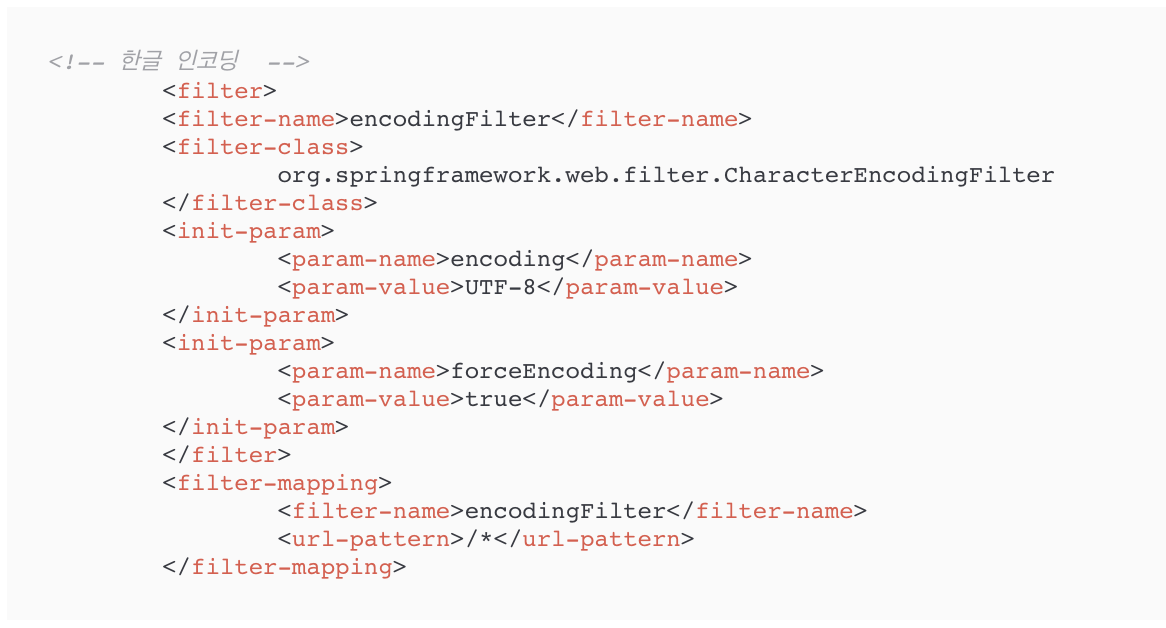 <!-- 한글 인코딩  -->
<filter>
<filter-name>encodingFilter</filter-name>
<filter-class>
org.springframework.web.filter.CharacterEncodingFilter
</filter-class>
<init-param>
<param-name>encoding</param-name>
<param-value>UTF-8</param-value>
</init-param>
<init-param>
<param-name>forceEncoding</param-name>
<param-value>true</param-value>
</init-param>
</filter>
<filter-mapping>
<filter-name>encodingFilter</filter-name>
<url-pattern>/*</url-pattern>
</filter-mapping>